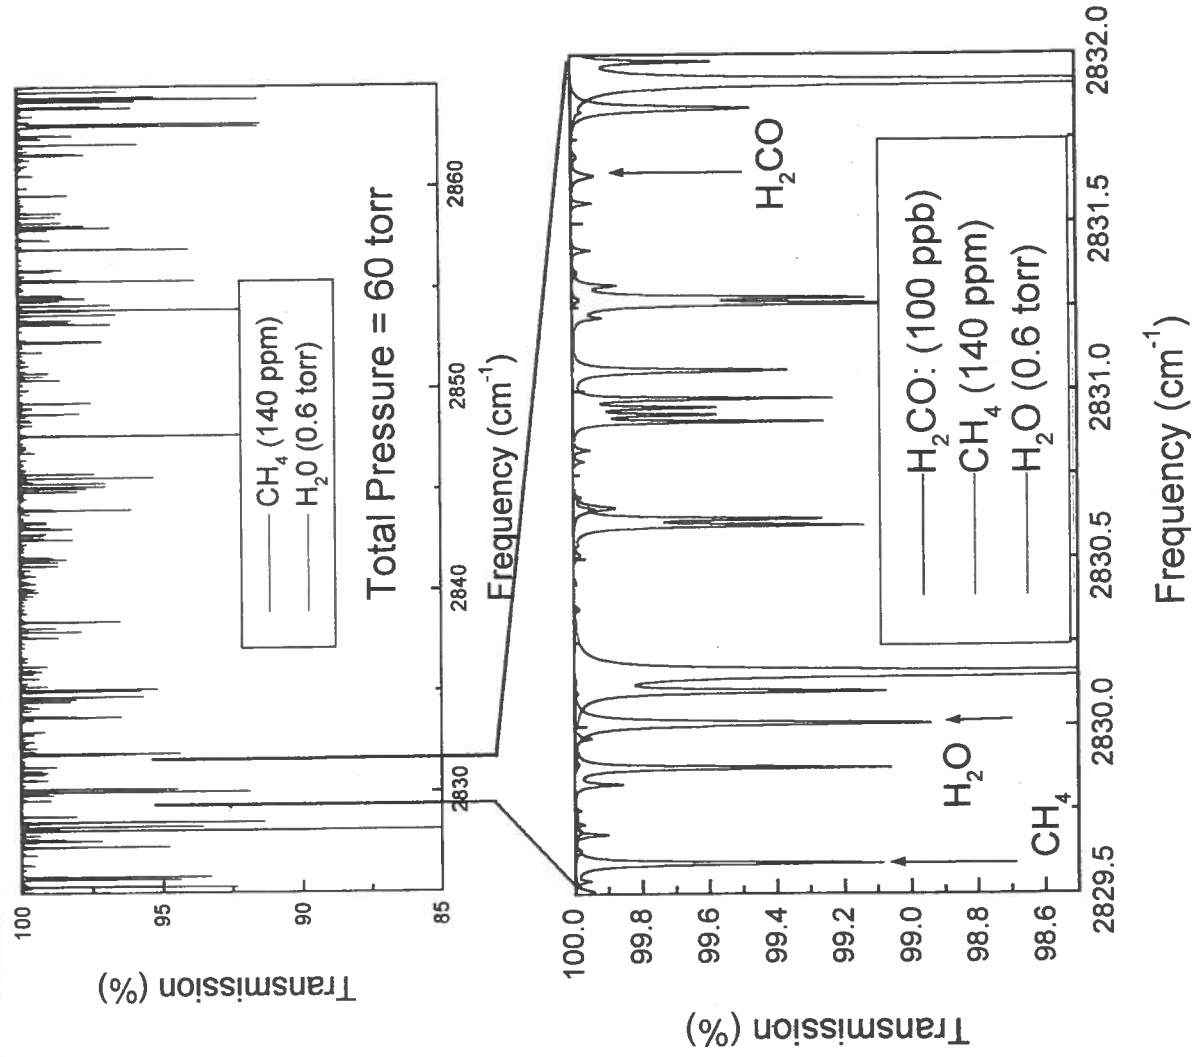 Transmission (%)
100
95
90
85
CH₄ (140 ppm)
H₂0 (0.6 torr)
Total Pressure = 60 torr
2830
2840
2850
2860
Frequency (cm⁻¹)
Transmission (%)
100.0
99.8
99.6
99.4
99.2
99.0
98.8
98.6
CH₄
H₂O
H₂CO
H₂CO: (100 ppb)
CH₄ (140 ppm)
H₂O (0.6 torr)
2829.5
2830.0
2830.5
2831.0
2831.5
2832.0
Frequency (cm⁻¹)